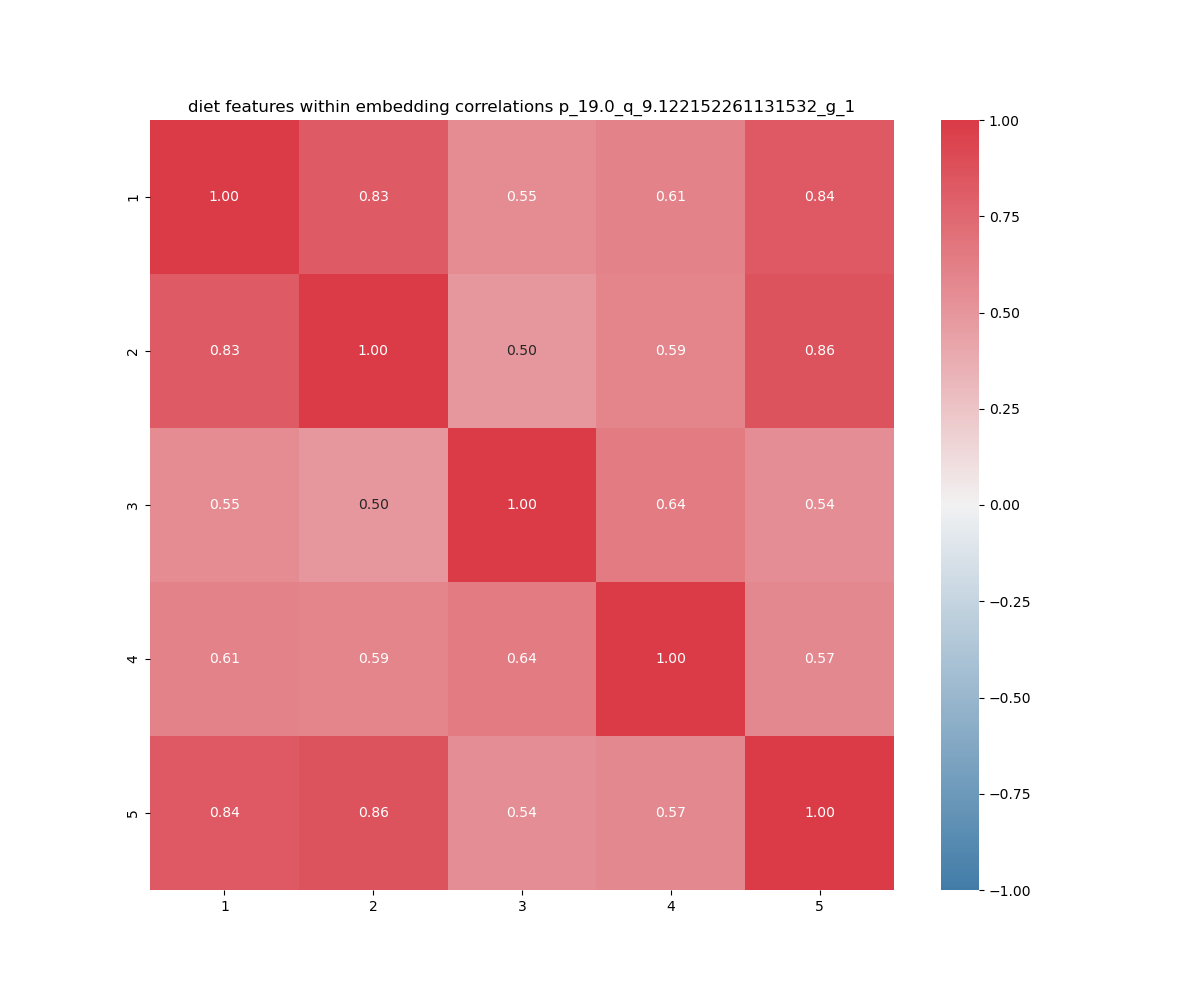 diet features within embedding correlations p_19.0_q_9.122152261131532_g_1
1 1.00 0.83 0.55 0.61 0.84
2 0.83 1.00 0.50 0.59 0.86
3 0.55 0.50 1.00 0.64 0.54
4 0.61 0.59 0.64 1.00 0.57
5 0.84 0.86 0.54 0.57 1.00
1 2 3 4 5
1.00
0.75
0.50
0.25
0.00
−0.25
−0.50
−0.75
−1.00